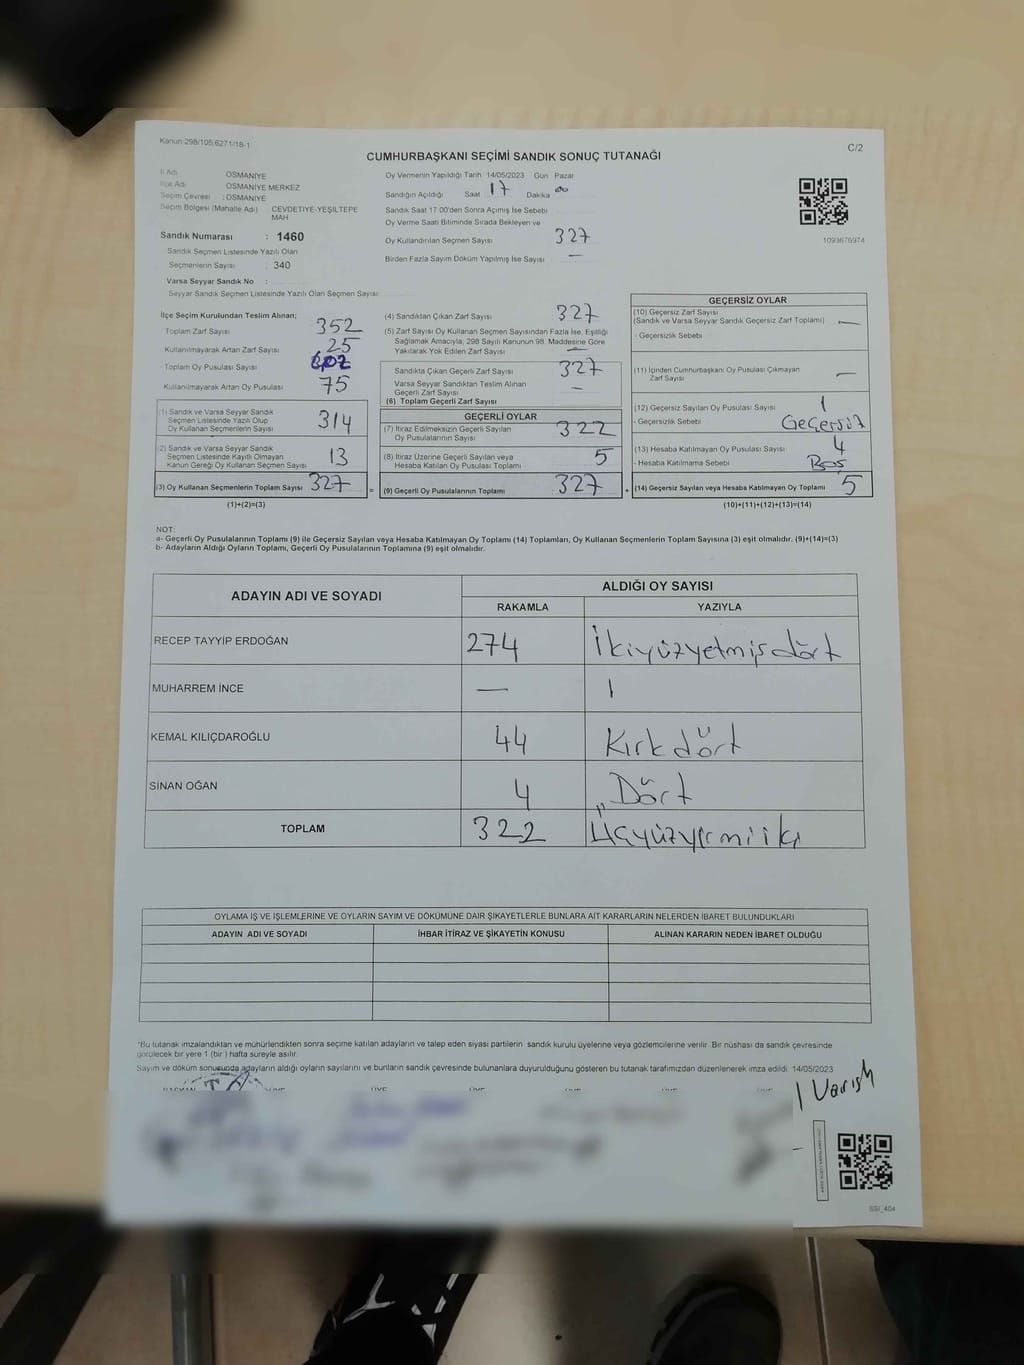 Kanun:298/105;6271/18-1
C/2
CUMHURBAŞKANI SEÇİMİ SANDIK SONUÇ TUTANAĞI
İl Adı OSMANİYE
İlçe Adı OSMANİYE MERKEZ
Seçim Çevresi : OSMANİYE
Seçim Bölgesi (Mahalle Adı) CEVDETİYE-YEŞİLTEPE MAH
Sandık Numarası : 1460
Sandık Seçmen Listesinde Yazılı Olan
Seçmenlerin Sayısı : 340
Varsa Seyyar Sandık No :
Seyyar Sandık Seçmen Listesinde Yazılı Olan Seçmen Sayısı
Oy Vermenin Yapıldığı Tarih 14/05/2023 Gün Pazar
Sandığın Açıldığı Saat 17 Dakika 00
Sandık Saat 17:00'den Sonra Açılmış İse Sebebi
Oy Verme Saati Bitiminde Sırada Bekleyen ve
Oy Kullandırılan Seçmen Sayısı 327
Birden Fazla Sayım Döküm Yapılmış İse Sayısı —
1093676974
İlçe Seçim Kurulundan Teslim Alınan;
Toplam Zarf Sayısı 352
Kullanılmayarak Artan Zarf Sayısı 25
Toplam Oy Pusulası Sayısı
Kullanılmayarak Artan Oy Pusulası 75
(1) Sandık ve Varsa Seyyar Sandık
Seçmen Listesinde Yazılı Olup
Oy Kullanan Seçmenlerin Sayısı 314
(2) Sandık ve Varsa Seyyar Sandık
Seçmen Listesinde Kayıtlı Olmayan
Kanun Gereği Oy Kullanan Seçmen Sayısı 13
(3) Oy Kullanan Seçmenlerin Toplam Sayısı 327 =
(1)+(2)=(3)
(4) Sandıktan Çıkan Zarf Sayısı 327
(5) Zarf Sayısı Oy Kullanan Seçmen Sayısından Fazla İse, Eşitliği
Sağlamak Amacıyla; 298 Sayılı Kanunun 98. Maddesine Göre
Yakılarak Yok Edilen Zarf Sayısı —
Sandıkta Çıkan Geçerli Zarf Sayısı 327
Varsa Seyyar Sandıktan Teslim Alınan
Geçerli Zarf Sayısı —
(6) Toplam Geçerli Zarf Sayısı
GEÇERLİ OYLAR
(7) İtiraz Edilmeksizin Geçerli Sayılan
Oy Pusulalarının Sayısı 322
(8) İtiraz Üzerine Geçerli Sayılan veya
Hesaba Katılan Oy Pusulası Toplamı 5
(9) Geçerli Oy Pusulalarının Toplamı 327 +
GEÇERSİZ OYLAR
(10) Geçersiz Zarf Sayısı
(Sandık ve Varsa Seyyar Sandık Geçersiz Zarf Toplamı) —
- Geçersizlik Sebebi
(11) İçinden Cumhurbaşkanı Oy Pusulası Çıkmayan
Zarf Sayısı —
(12) Geçersiz Sayılan Oy Pusulası Sayısı 1
- Geçersizlik Sebebi Geçersiz
(13) Hesaba Katılmayan Oy Pusulası Sayısı 4
- Hesaba Katılmama Sebebi Boş
(14) Geçersiz Sayılan veya Hesaba Katılmayan Oy Toplamı 5
(10)+(11)+(12)+(13)=(14)
NOT:
a- Geçerli Oy Pusulalarının Toplamı (9) ile Geçersiz Sayılan veya Hesaba Katılmayan Oy Toplamı (14) Toplamları, Oy Kullanan Seçmenlerin Toplam Sayısına (3) eşit olmalıdır. (9)+(14)=(3)
b- Adayların Aldığı Oyların Toplamı, Geçerli Oy Pusulalarının Toplamına (9) eşit olmalıdır.
ADAYIN ADI VE SOYADI
ALDIĞI OY SAYISI
RAKAMLA YAZIYLA
RECEP TAYYİP ERDOĞAN 274 İkiyüzyetmişdört
MUHARREM İNCE — |
KEMAL KILIÇDAROĞLU 44 Kırkdört
SİNAN OĞAN 4 Dört
TOPLAM 322 Üçyüzyirmiiki
OYLAMA İŞ VE İŞLEMLERİNE VE OYLARIN SAYIM VE DÖKÜMÜNE DAİR ŞİKAYETLERLE BUNLARA AİT KARARLARIN NELERDEN İBARET BULUNDUKLARI
ADAYIN ADI VE SOYADI İHBAR İTİRAZ VE ŞİKAYETİN KONUSU ALINAN KARARIN NEDEN İBARET OLDUĞU
*Bu tutanak imzalandıktan ve mühürlendikten sonra seçime katılan adayların ve talep eden siyasi partilerin sandık kurulu üyelerine veya gözlemcilerine verilir. Bir nüshası da sandık çevresinde
görülecek bir yere 1 (bir ) hafta süreyle asılır.
Sayım ve döküm sonucunda adayların aldığı oyların sayılarını ve bunların sandık çevresinde bulunanlara duyurulduğunu gösteren bu tutanak tarafımızdan düzenlenerek imza edildi. 14/05/2023
SSI_404